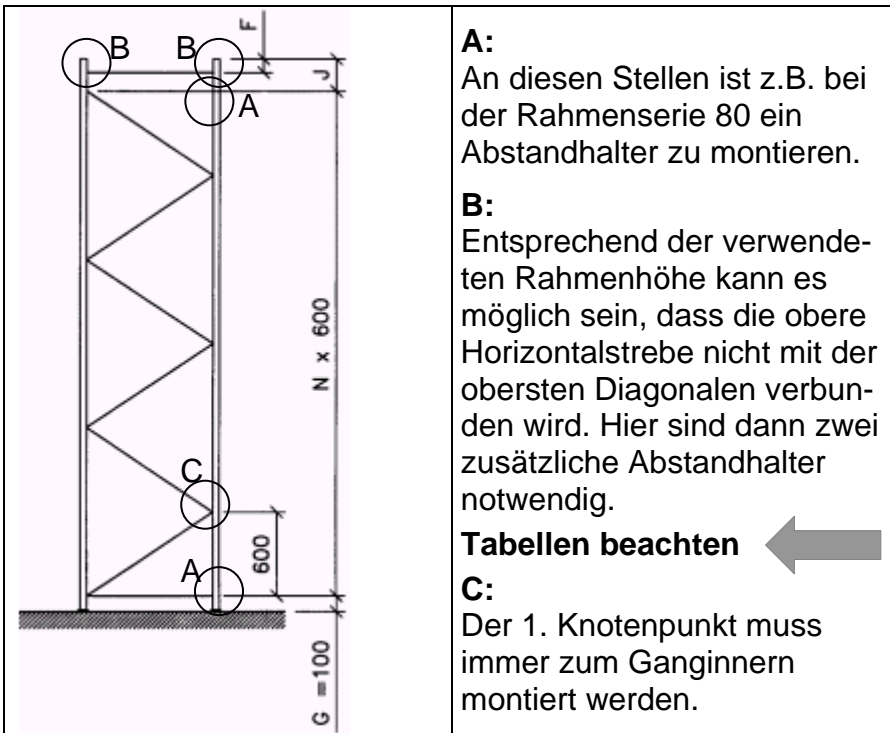 B
B
F
J
A
N x 600
C
600
A
G =100
A:
An diesen Stellen ist z.B. bei
der Rahmenserie 80 ein
Abstandhalter zu montieren.
B:
Entsprechend der verwende-
ten Rahmenhöhe kann es
möglich sein, dass die obere
Horizontalstrebe nicht mit der
obersten Diagonalen verbun-
den wird. Hier sind dann zwei
zusätzliche Abstandhalter
notwendig.
Tabellen beachten
C:
Der 1. Knotenpunkt muss
immer zum Ganginnern
montiert werden.